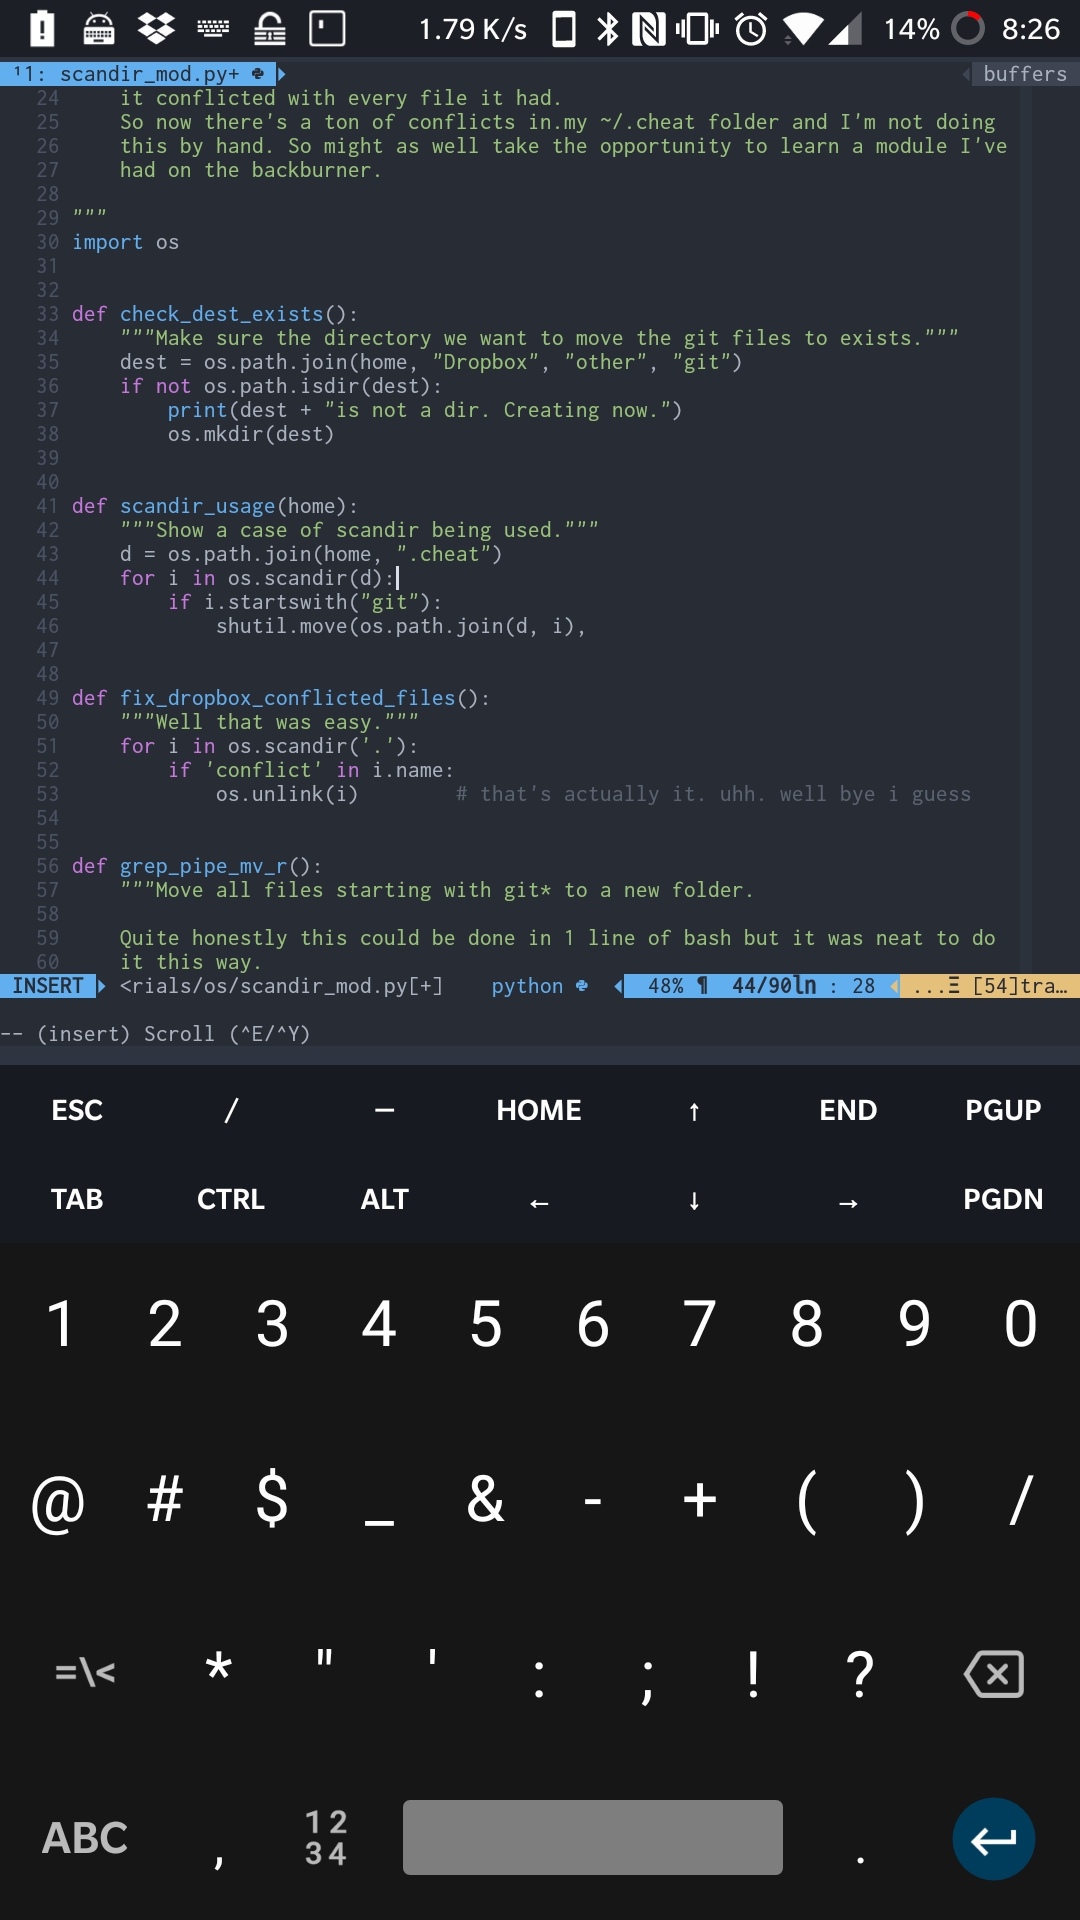 1.79 K/s 14% 8:26
¹1: scandir_mod.py+ buffers
24 it conflicted with every file it had.
25 So now there's a ton of conflicts in.my ~/.cheat folder and I'm not doing
26 this by hand. So might as well take the opportunity to learn a module I've
27 had on the backburner.
28
29 """
30 import os
31
32
33 def check_dest_exists():
34 """Make sure the directory we want to move the git files to exists."""
35 dest = os.path.join(home, "Dropbox", "other", "git")
36 if not os.path.isdir(dest):
37 print(dest + "is not a dir. Creating now.")
38 os.mkdir(dest)
39
40
41 def scandir_usage(home):
42 """Show a case of scandir being used."""
43 d = os.path.join(home, ".cheat")
44 for i in os.scandir(d):
45 if i.startswith("git"):
46 shutil.move(os.path.join(d, i),
47
48
49 def fix_dropbox_conflicted_files():
50 """Well that was easy."""
51 for i in os.scandir('.'):
52 if 'conflict' in i.name:
53 os.unlink(i) # that's actually it. uhh. well bye i guess
54
55
56 def grep_pipe_mv_r():
57 """Move all files starting with git* to a new folder.
58
59 Quite honestly this could be done in 1 line of bash but it was neat to do
60 it this way.
INSERT <rials/os/scandir_mod.py[+] python 48% ¶ 44/90㏑ : 28 ...Ξ [54]tra…
-- (insert) Scroll (^E/^Y)
ESC / — HOME ↑ END PGUP
TAB CTRL ALT ← ↓ → PGDN
1 2 3 4 5 6 7 8 9 0
@ # $ _ & - + ( ) /
=\< * " ' : ; ! ?
ABC , 12 34 .